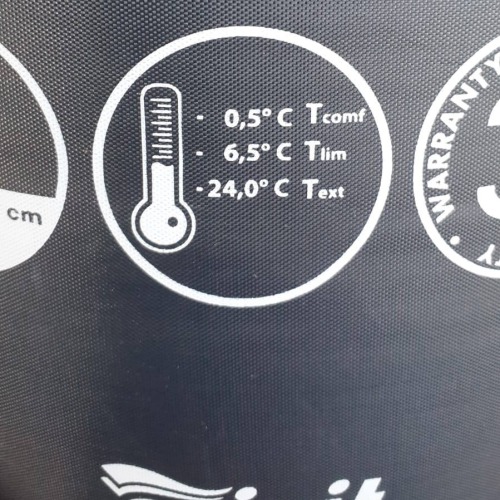 - 0,5° C Tcomf
- 6,5° C Tlim
-24,0° C Text
cm
WARRANTY